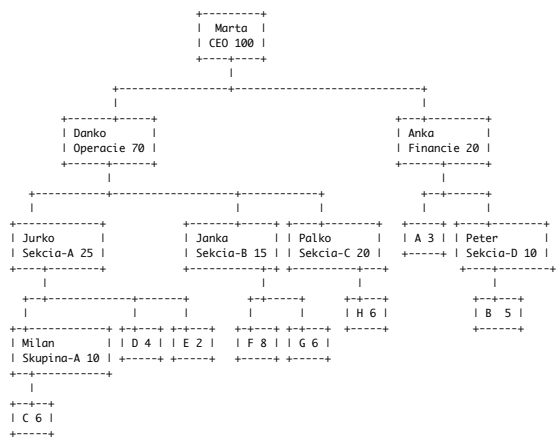 Marta
CEO 100
Danko
Operacie 70
Anka
Financie 20
Jurko
Sekcia-A 25
Janka
Sekcia-B 15
Palko
Sekcia-C 20
A 3
Peter
Sekcia-D 10
Milan
Skupina-A 10
D 4
E 2
F 8
G 6
H 6
B 5
C 6